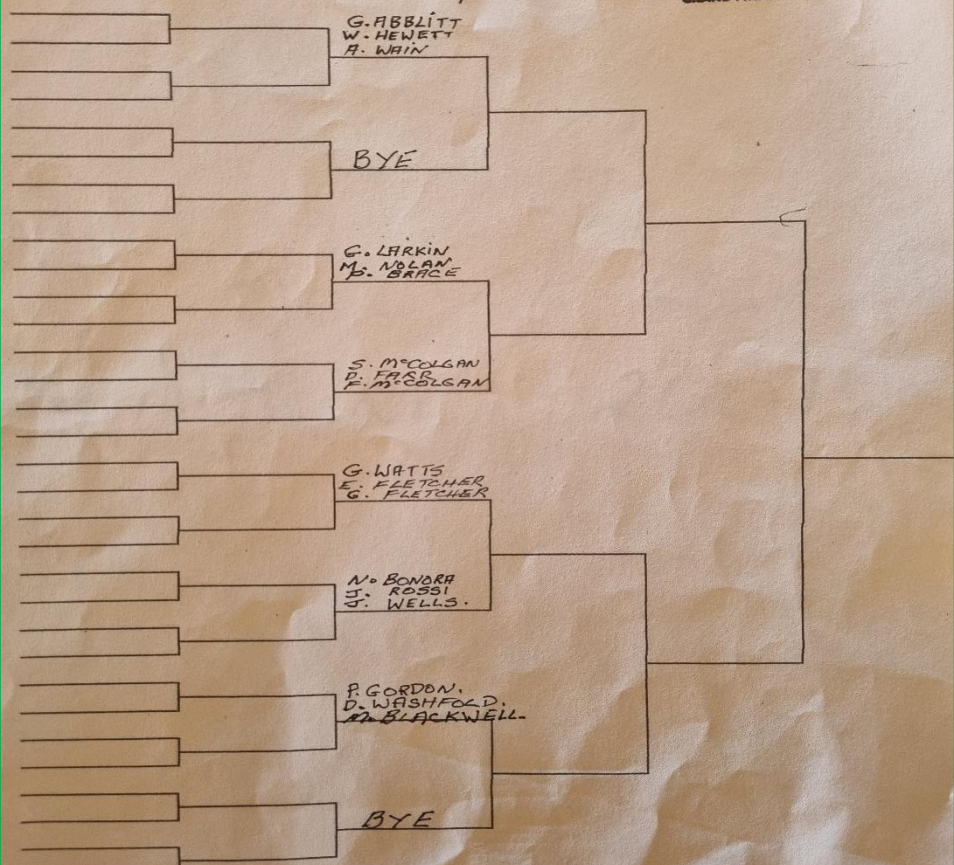 G. ABBLITT
W. HEWETT
A. WAIN
BYE
G. LARKIN
M. NOLAN
P. BRACE
S. McCOLGAN
D. FARR
F. McCOLGAN
G. WATTS
E. FLETCHER
G. FLETCHER
N. BONORA
J. ROSSI
J. WELLS.
P. GORDON.
D. WASHFOLD.
M. BLACKWELL.
BYE